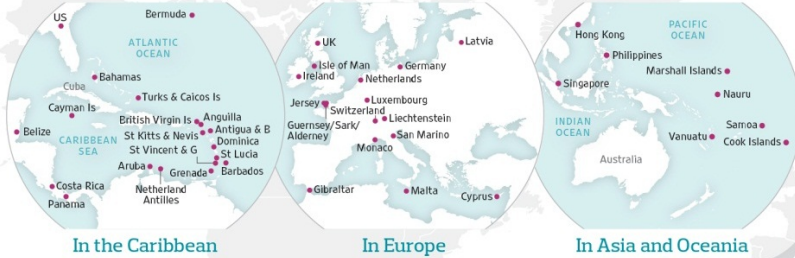 US
Bermuda
ATLANTIC
OCEAN
Bahamas
Cuba
Turks & Caicos Is
Cayman Is
British Virgin Is
Anguilla
Belize
CARIBBEAN
SEA
St Kitts & Nevis
Antigua & B
Dominica
St Vincent & G
St Lucia
Aruba
Grenada
Barbados
Costa Rica
Netherland
Antilles
Panama
In the Caribbean
UK
Latvia
Isle of Man
Germany
Ireland
Netherlands
Jersey
Luxembourg
Switzerland
Liechtenstein
Guernsey/Sark/
Alderney
San Marino
Monaco
Gibraltar
Malta
Cyprus
In Europe
PACIFIC
OCEAN
Hong Kong
Philippines
Marshall Islands
Singapore
Nauru
INDIAN
OCEAN
Samoa
Vanuatu
Cook Islands
Australia
In Asia and Oceania